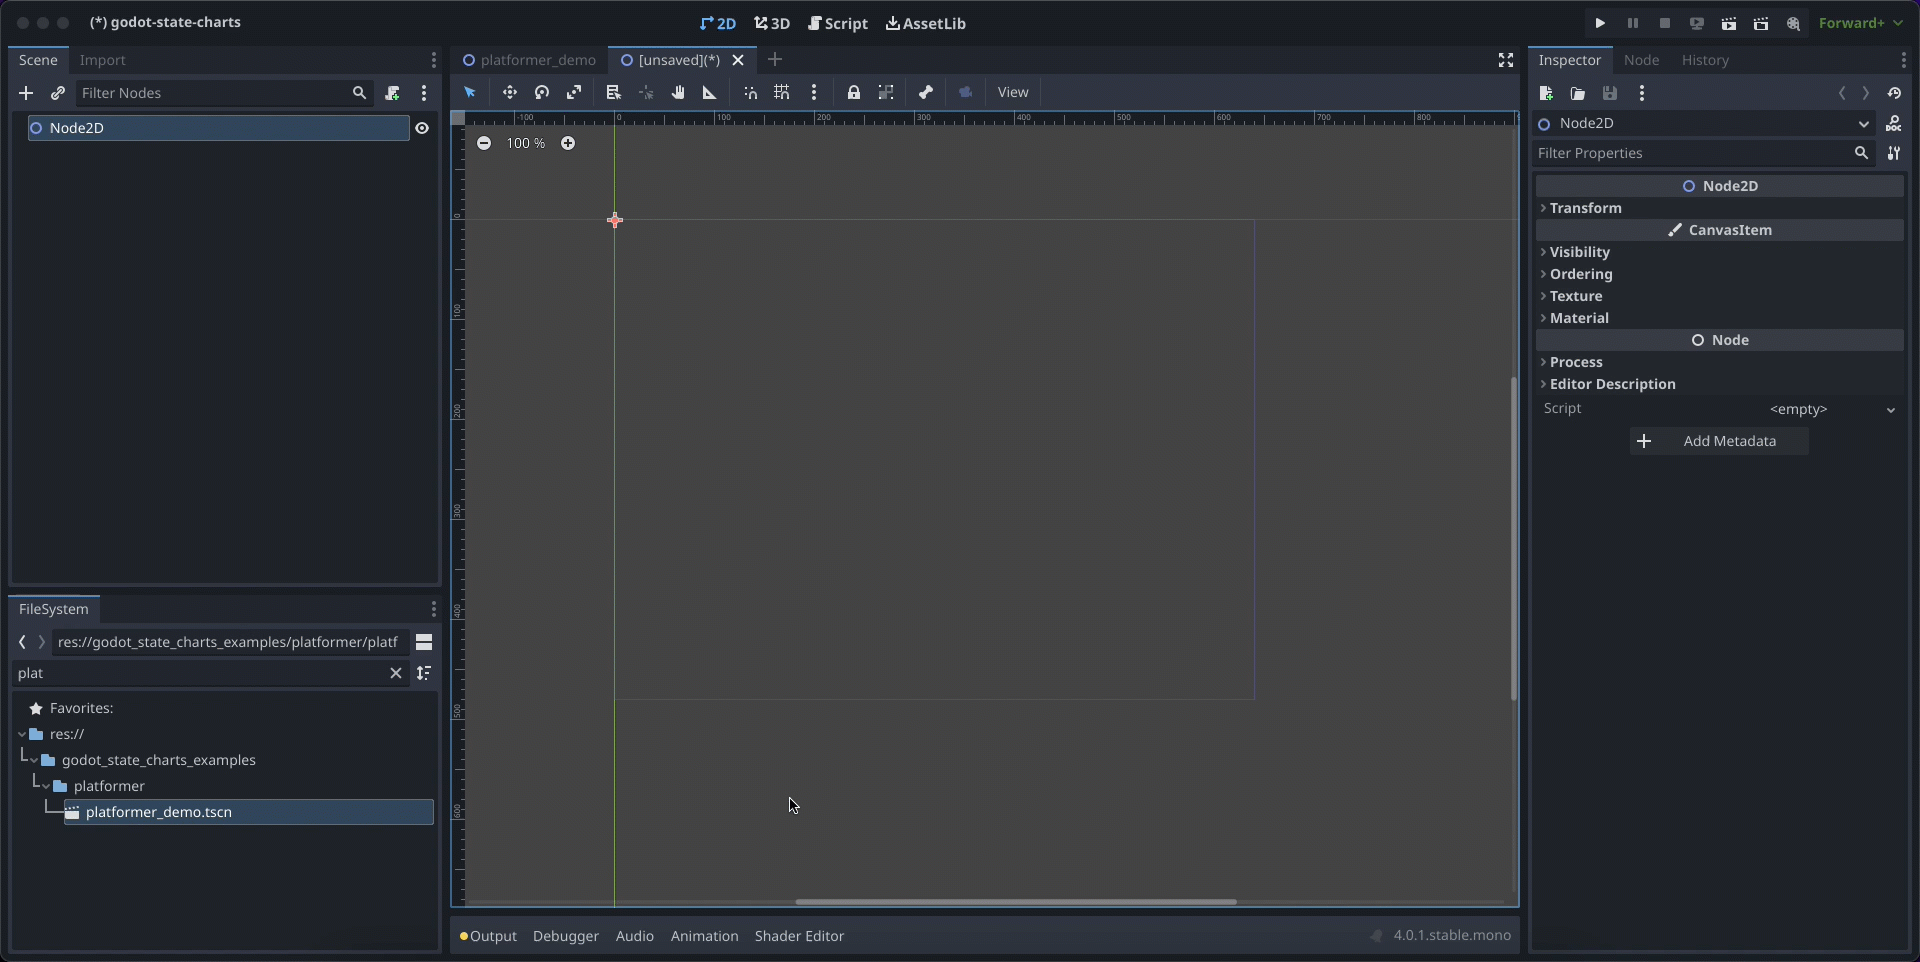 (*) godot-state-charts
2D 3D Script AssetLib
Forward+
Scene Import
Filter Nodes
Node2D
platformer_demo [unsaved](*)
View
-100 0 100 200 300 400 500 600 700 800
100 %
0
100
200
300
400
500
600
Inspector Node History
Node2D
DOC
Filter Properties
Node2D
Transform
CanvasItem
Visibility
Ordering
Texture
Material
Node
Process
Editor Description
Script <empty>
Add Metadata
FileSystem
res://godot_state_charts_examples/platformer/platf
plat
Favorites:
res://
godot_state_charts_examples
platformer
platformer_demo.tscn
Output Debugger Audio Animation Shader Editor
4.0.1.stable.mono